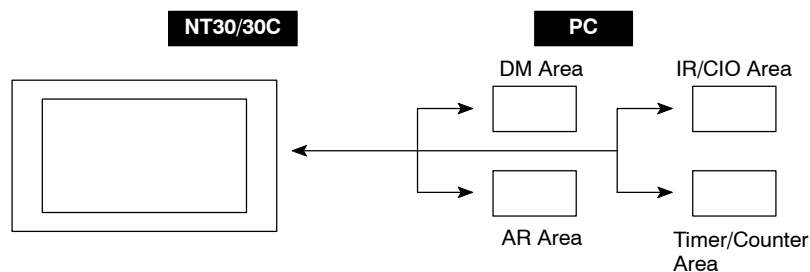 NT30/30C
PC
DM Area
IR/CIO Area
AR Area
Timer/Counter
Area